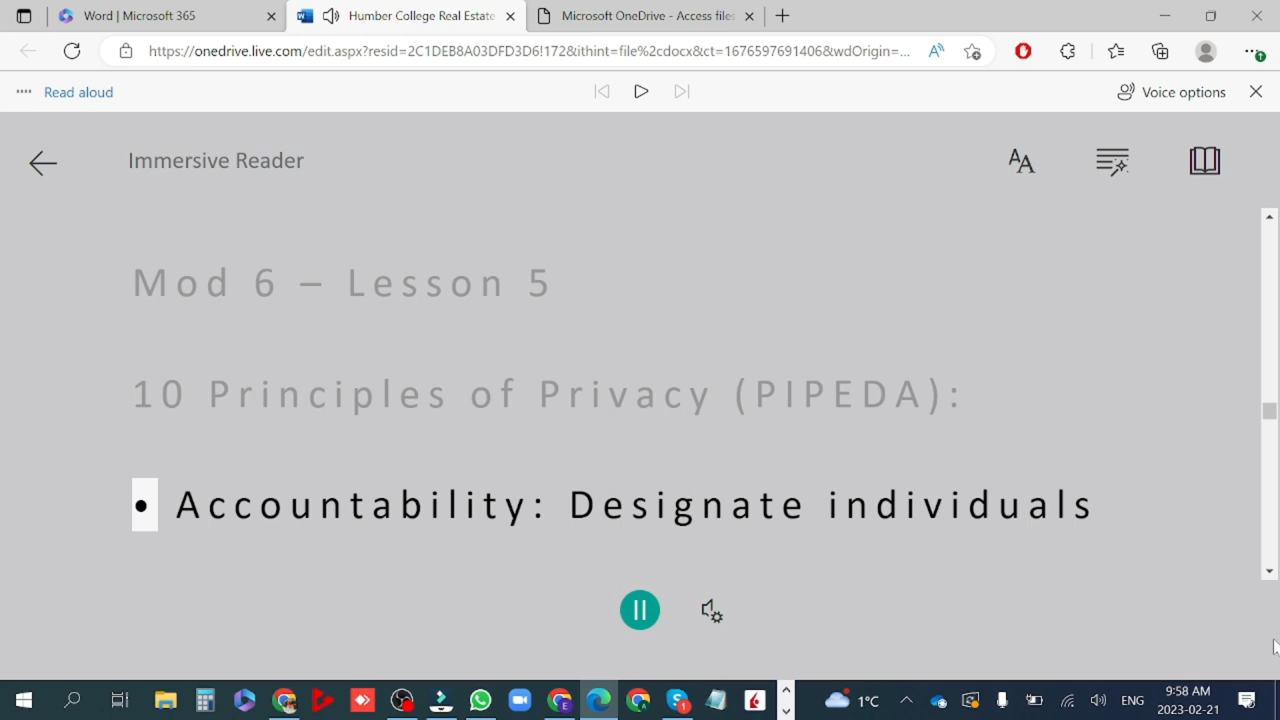 Word | Microsoft 365
Humber College Real Estate
Microsoft OneDrive - Access files
https://onedrive.live.com/edit.aspx?resid=2C1DEB8A03DFD3D6!172&ithint=file%2cdocx&ct=1676597691406&wdOrigin=...
Read aloud
Voice options
Immersive Reader
Mod 6 – Lesson 5
10 Principles of Privacy (PIPEDA):
• Accountability: Designate individuals
1°C
ENG
9:58 AM
2023-02-21